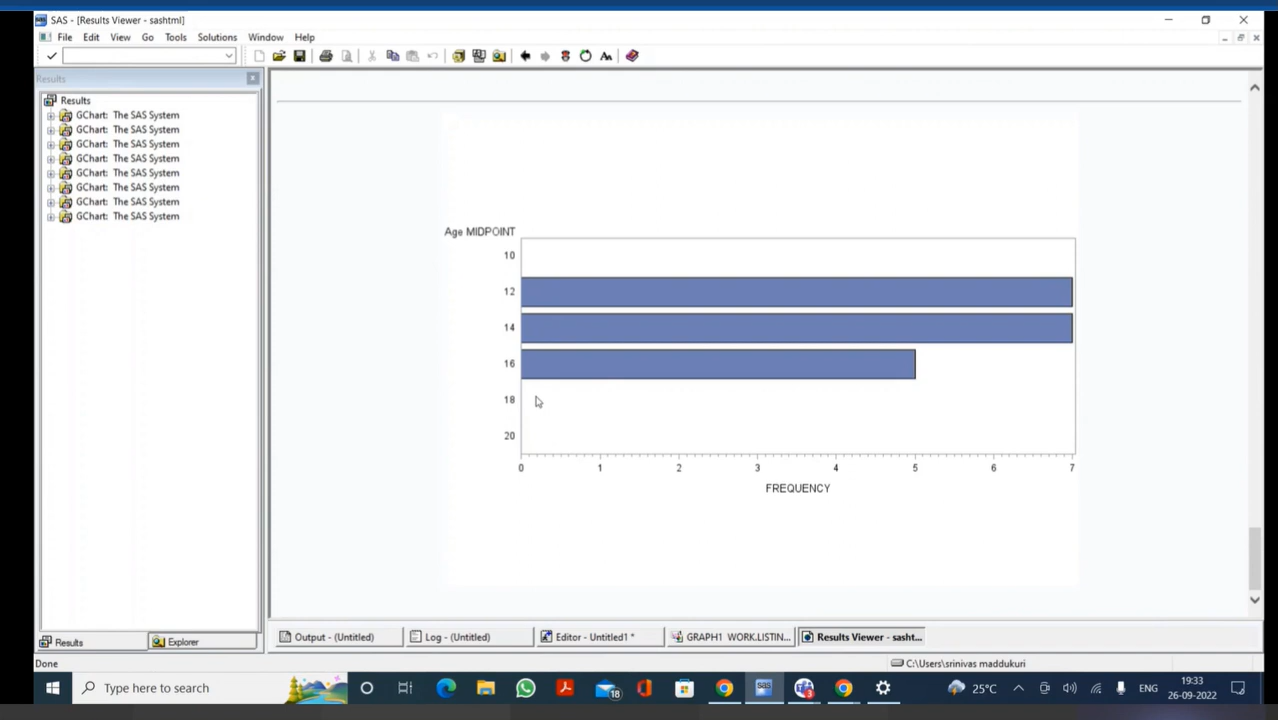 SAS - [Results Viewer - sashtml]
File Edit View Go Tools Solutions Window Help
Results
Results
GChart: The SAS System
GChart: The SAS System
GChart: The SAS System
GChart: The SAS System
GChart: The SAS System
GChart: The SAS System
GChart: The SAS System
GChart: The SAS System
Age MIDPOINT
10
12
14
16
18
20
0 1 2 3 4 5 6 7
FREQUENCY
Results Explorer
Output - (Untitled) Log - (Untitled) Editor - Untitled1 * GRAPH1 WORK.LISTIN... Results Viewer - sasht...
Done C:\Users\srinivas maddukuri
Type here to search 18 sas 25°C ENG 19:33
26-09-2022